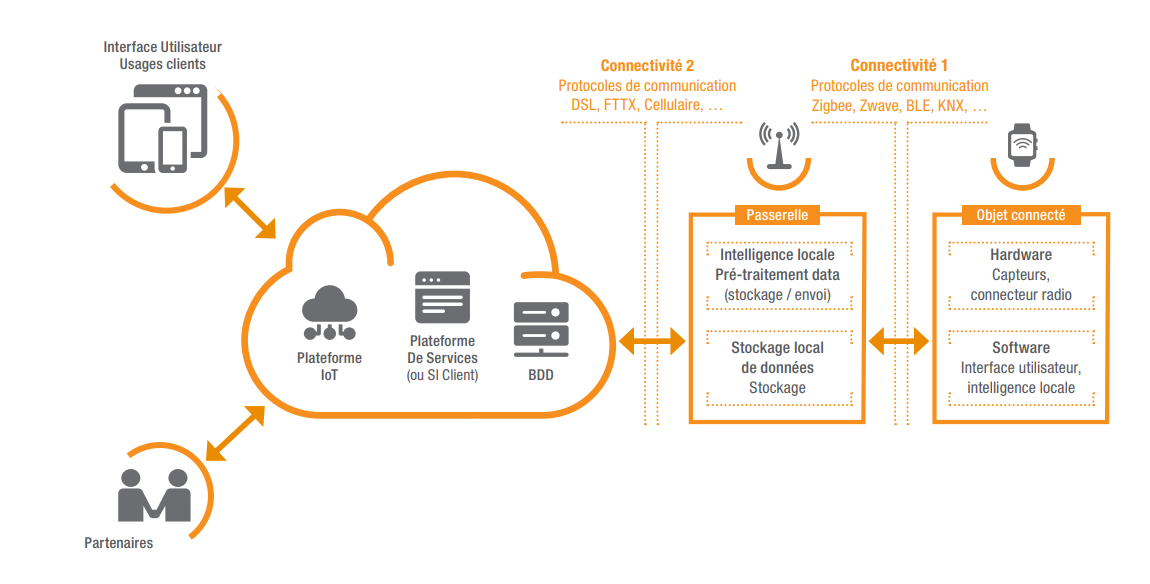 Interface Utilisateur
Usages clients
Connectivité 2
Protocoles de communication
DSL, FTTX, Cellulaire, …
Connectivité 1
Protocoles de communication
Zigbee, Zwave, BLE, KNX, …
Plateforme
IoT
Plateforme
De Services
(ou SI Client)
BDD
Passerelle
Intelligence locale
Pré-traitement data
(stockage / envoi)
Stockage local
de données
Stockage
Objet connecté
Hardware
Capteurs,
connecteur radio
Software
Interface utilisateur,
intelligence locale
Partenaires